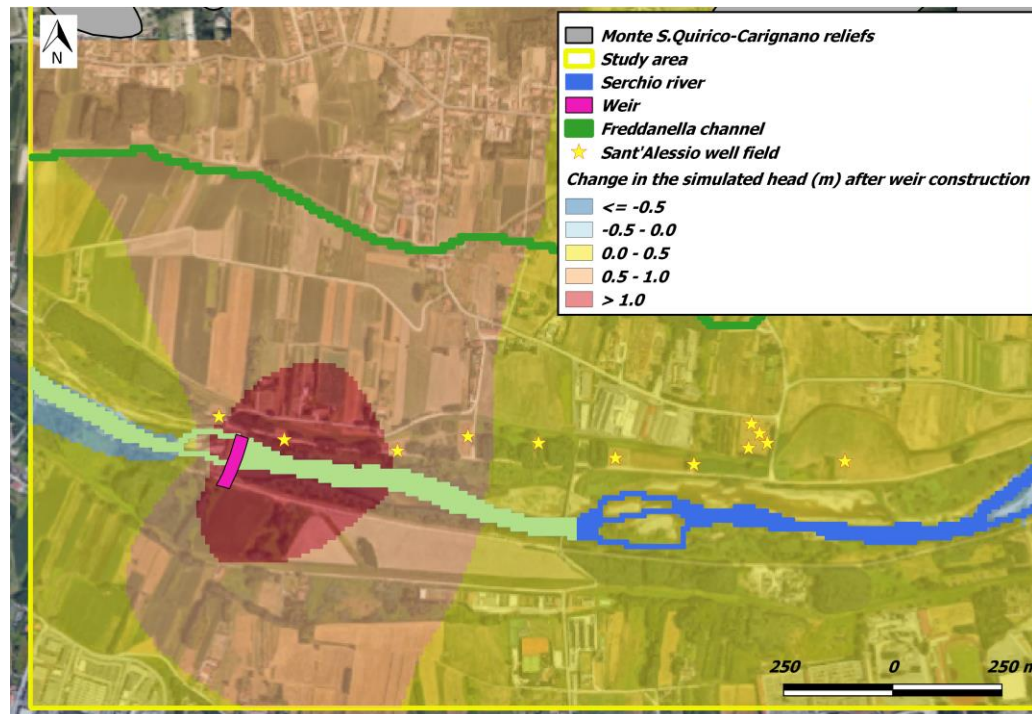 N
Monte S.Quirico-Carignano reliefs
Study area
Serchio river
Weir
Freddanella channel
Sant'Alessio well field
Change in the simulated head (m) after weir construction
<= -0.5
-0.5 - 0.0
0.0 - 0.5
0.5 - 1.0
> 1.0
250 0 250 m